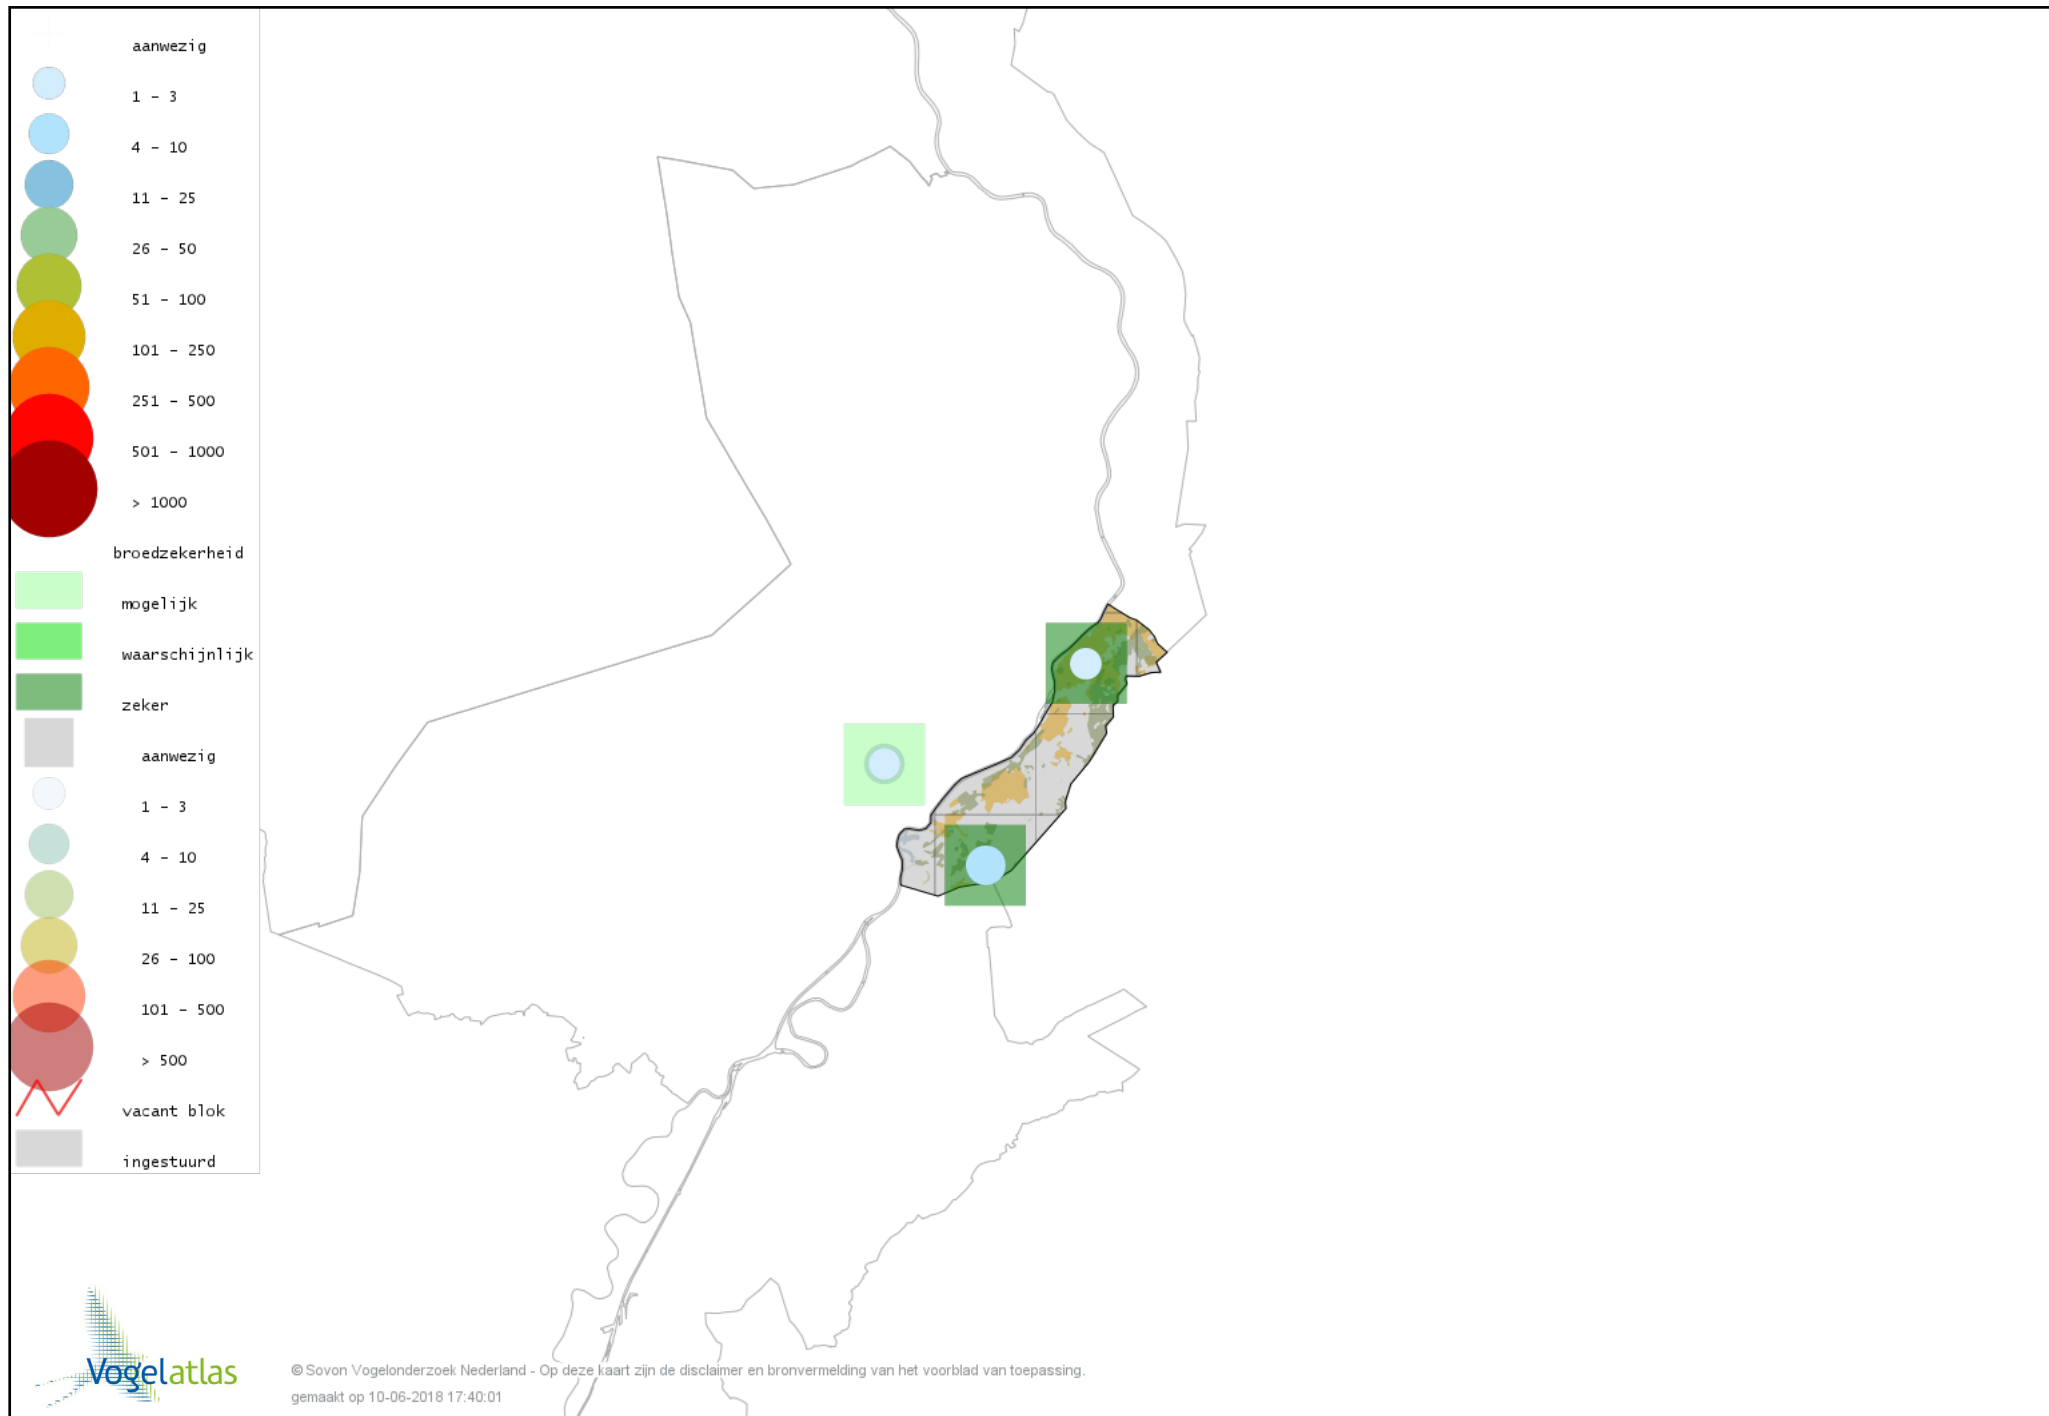 aanwezig
1 - 3
4 - 10
11 - 25
26 - 50
51 - 100
101 - 250
251 - 500
501 - 1000
> 1000
broedzekerheid
mogelijk
waarschijnlijk
zeker
aanwezig
1 - 3
4 - 10
11 - 25
26 - 100
101 - 500
> 500
vacant blok
ingestuurd
Vogelatlas
© Sovon Vogelonderzoek Nederland - Op deze kaart zijn de disclaimer en bronvermelding van het voorblad van toepassing.
gemaakt op 10-06-2018 17:40:01